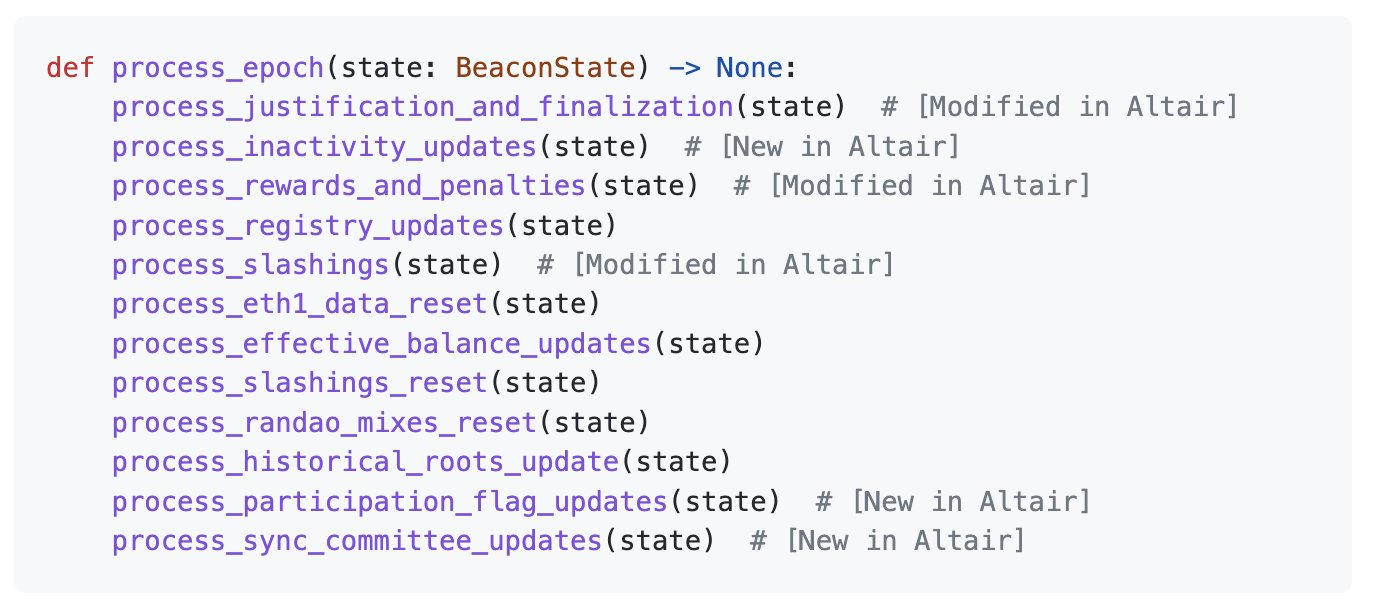 def process_epoch(state: BeaconState) -> None:
    process_justification_and_finalization(state)  # [Modified in Altair]
    process_inactivity_updates(state)  # [New in Altair]
    process_rewards_and_penalties(state)  # [Modified in Altair]
    process_registry_updates(state)
    process_slashings(state)  # [Modified in Altair]
    process_eth1_data_reset(state)
    process_effective_balance_updates(state)
    process_slashings_reset(state)
    process_randao_mixes_reset(state)
    process_historical_roots_update(state)
    process_participation_flag_updates(state)  # [New in Altair]
    process_sync_committee_updates(state)  # [New in Altair]